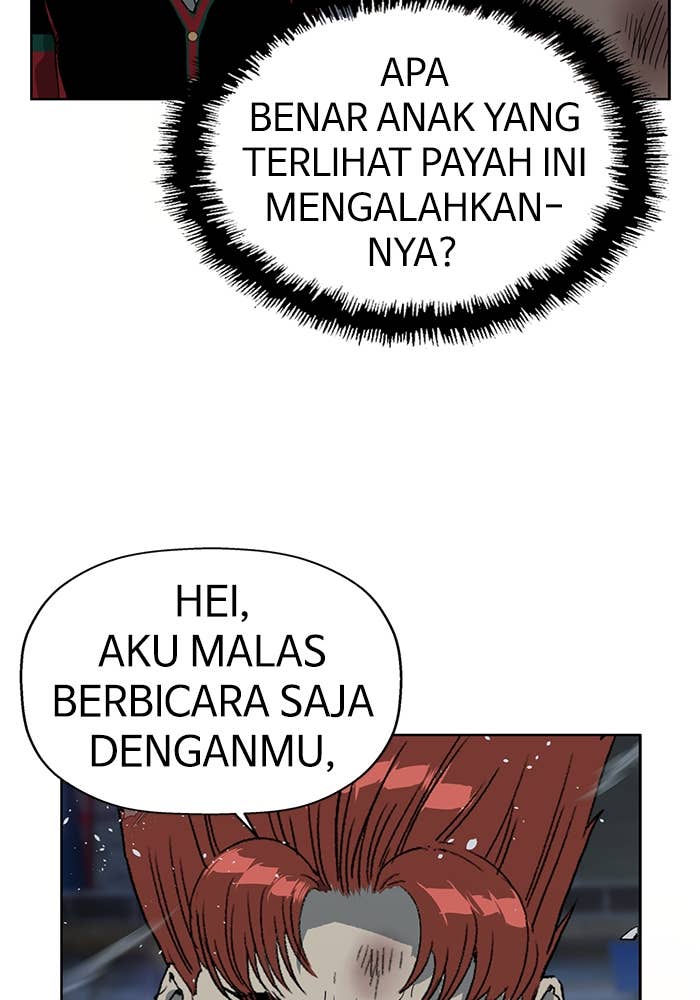 APA
BENAR ANAK YANG
TERLIHAT PAYAH INI
MENGALAHKAN-
NYA?
HEI,
AKU MALAS
BERBICARA SAJA
DENGANMU,